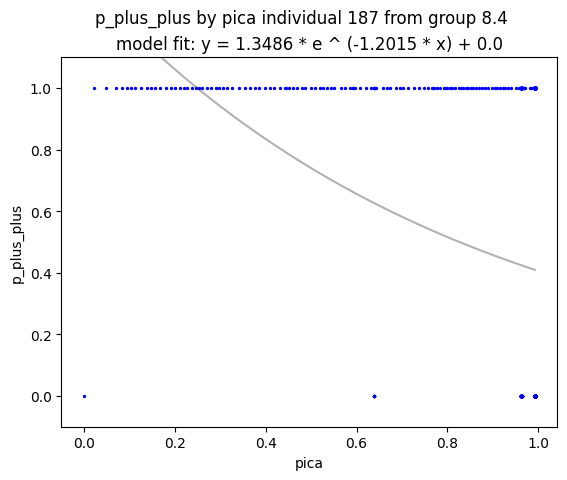 p_plus_plus by pica individual 187 from group 8.4
model fit: y = 1.3486 * e ^ (-1.2015 * x) + 0.0
1.0
0.8
0.6
0.4
0.2
0.0
p_plus_plus
0.0 0.2 0.4 0.6 0.8 1.0
pica